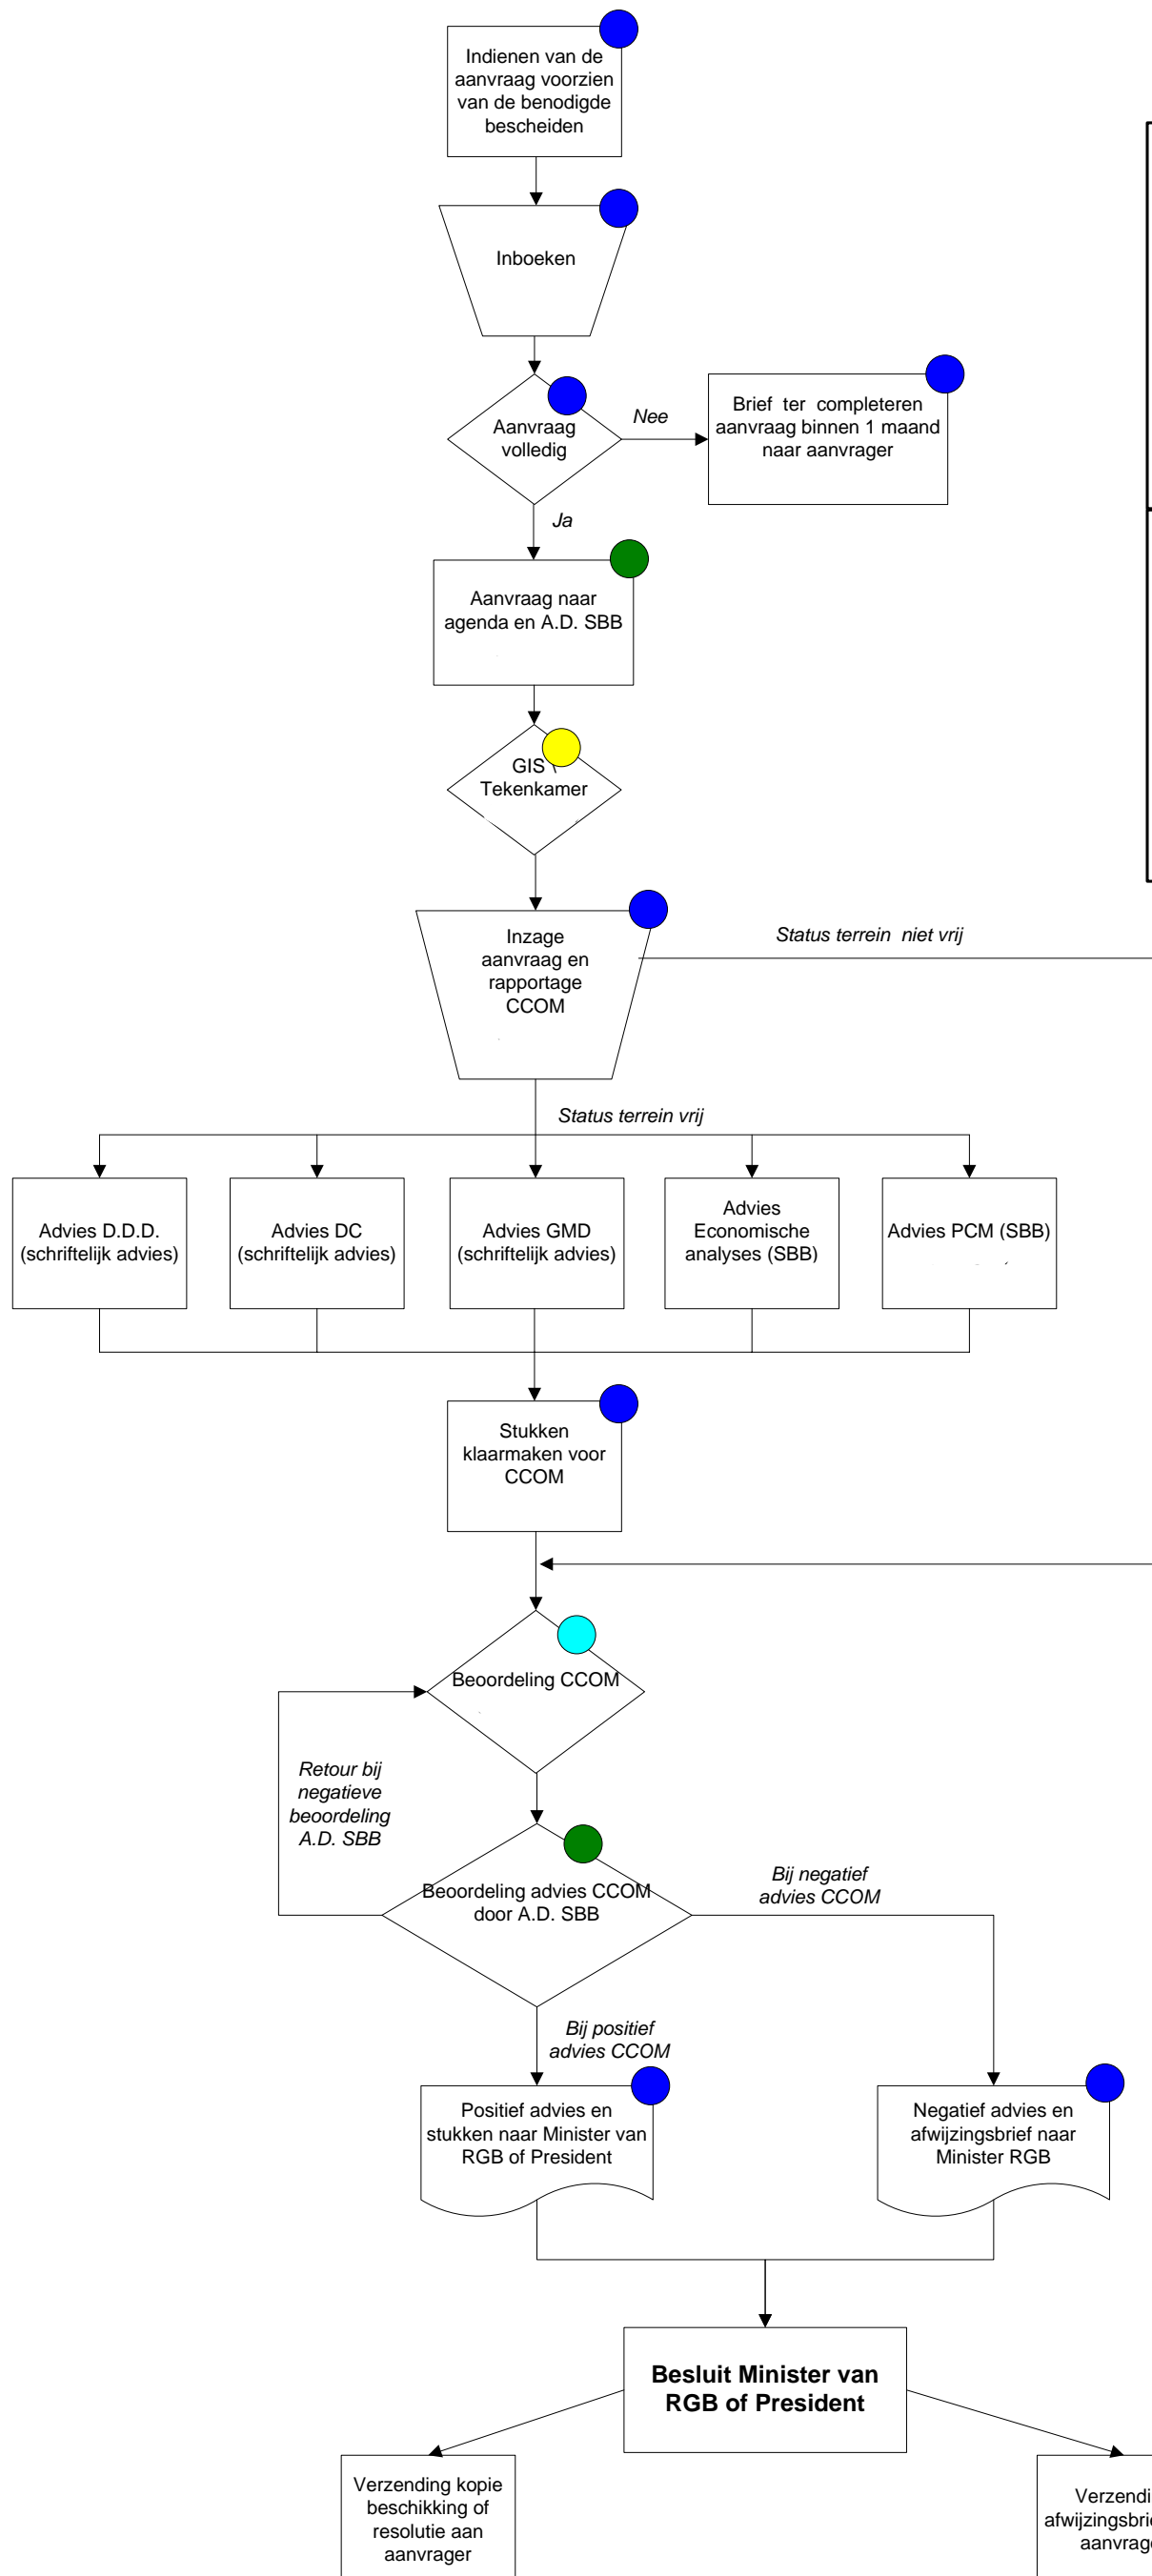 Indienen van de
aanvraag voorzien
van de benodigde
bescheiden
Inboeken
Aanvraag
volledig
Nee
Brief ter completeren
aanvraag binnen 1 maand
naar aanvrager
Ja
Aanvraag naar
agenda en A.D. SBB
GIS \
Tekenkamer
Inzage
aanvraag en
rapportage
CCOM
Status terrein niet vrij
Status terrein vrij
Advies D.D.D.
(schriftelijk advies)
Advies DC
(schriftelijk advies)
Advies GMD
(schriftelijk advies)
Advies
Economische
analyses (SBB)
Advies PCM (SBB)
Stukken
klaarmaken voor
CCOM
Beoordeling CCOM
Retour bij
negatieve
beoordeling
A.D. SBB
Beoordeling advies CCOM
door A.D. SBB
Bij negatief
advies CCOM
Bij positief
advies CCOM
Positief advies en
stukken naar Minister van
RGB of President
Negatief advies en
afwijzingsbrief naar
Minister RGB
Besluit Minister van
RGB of President
Verzending kopie
beschikking of
resolutie aan
aanvrager
Verzendi
afwijzingsbri
aanvrag